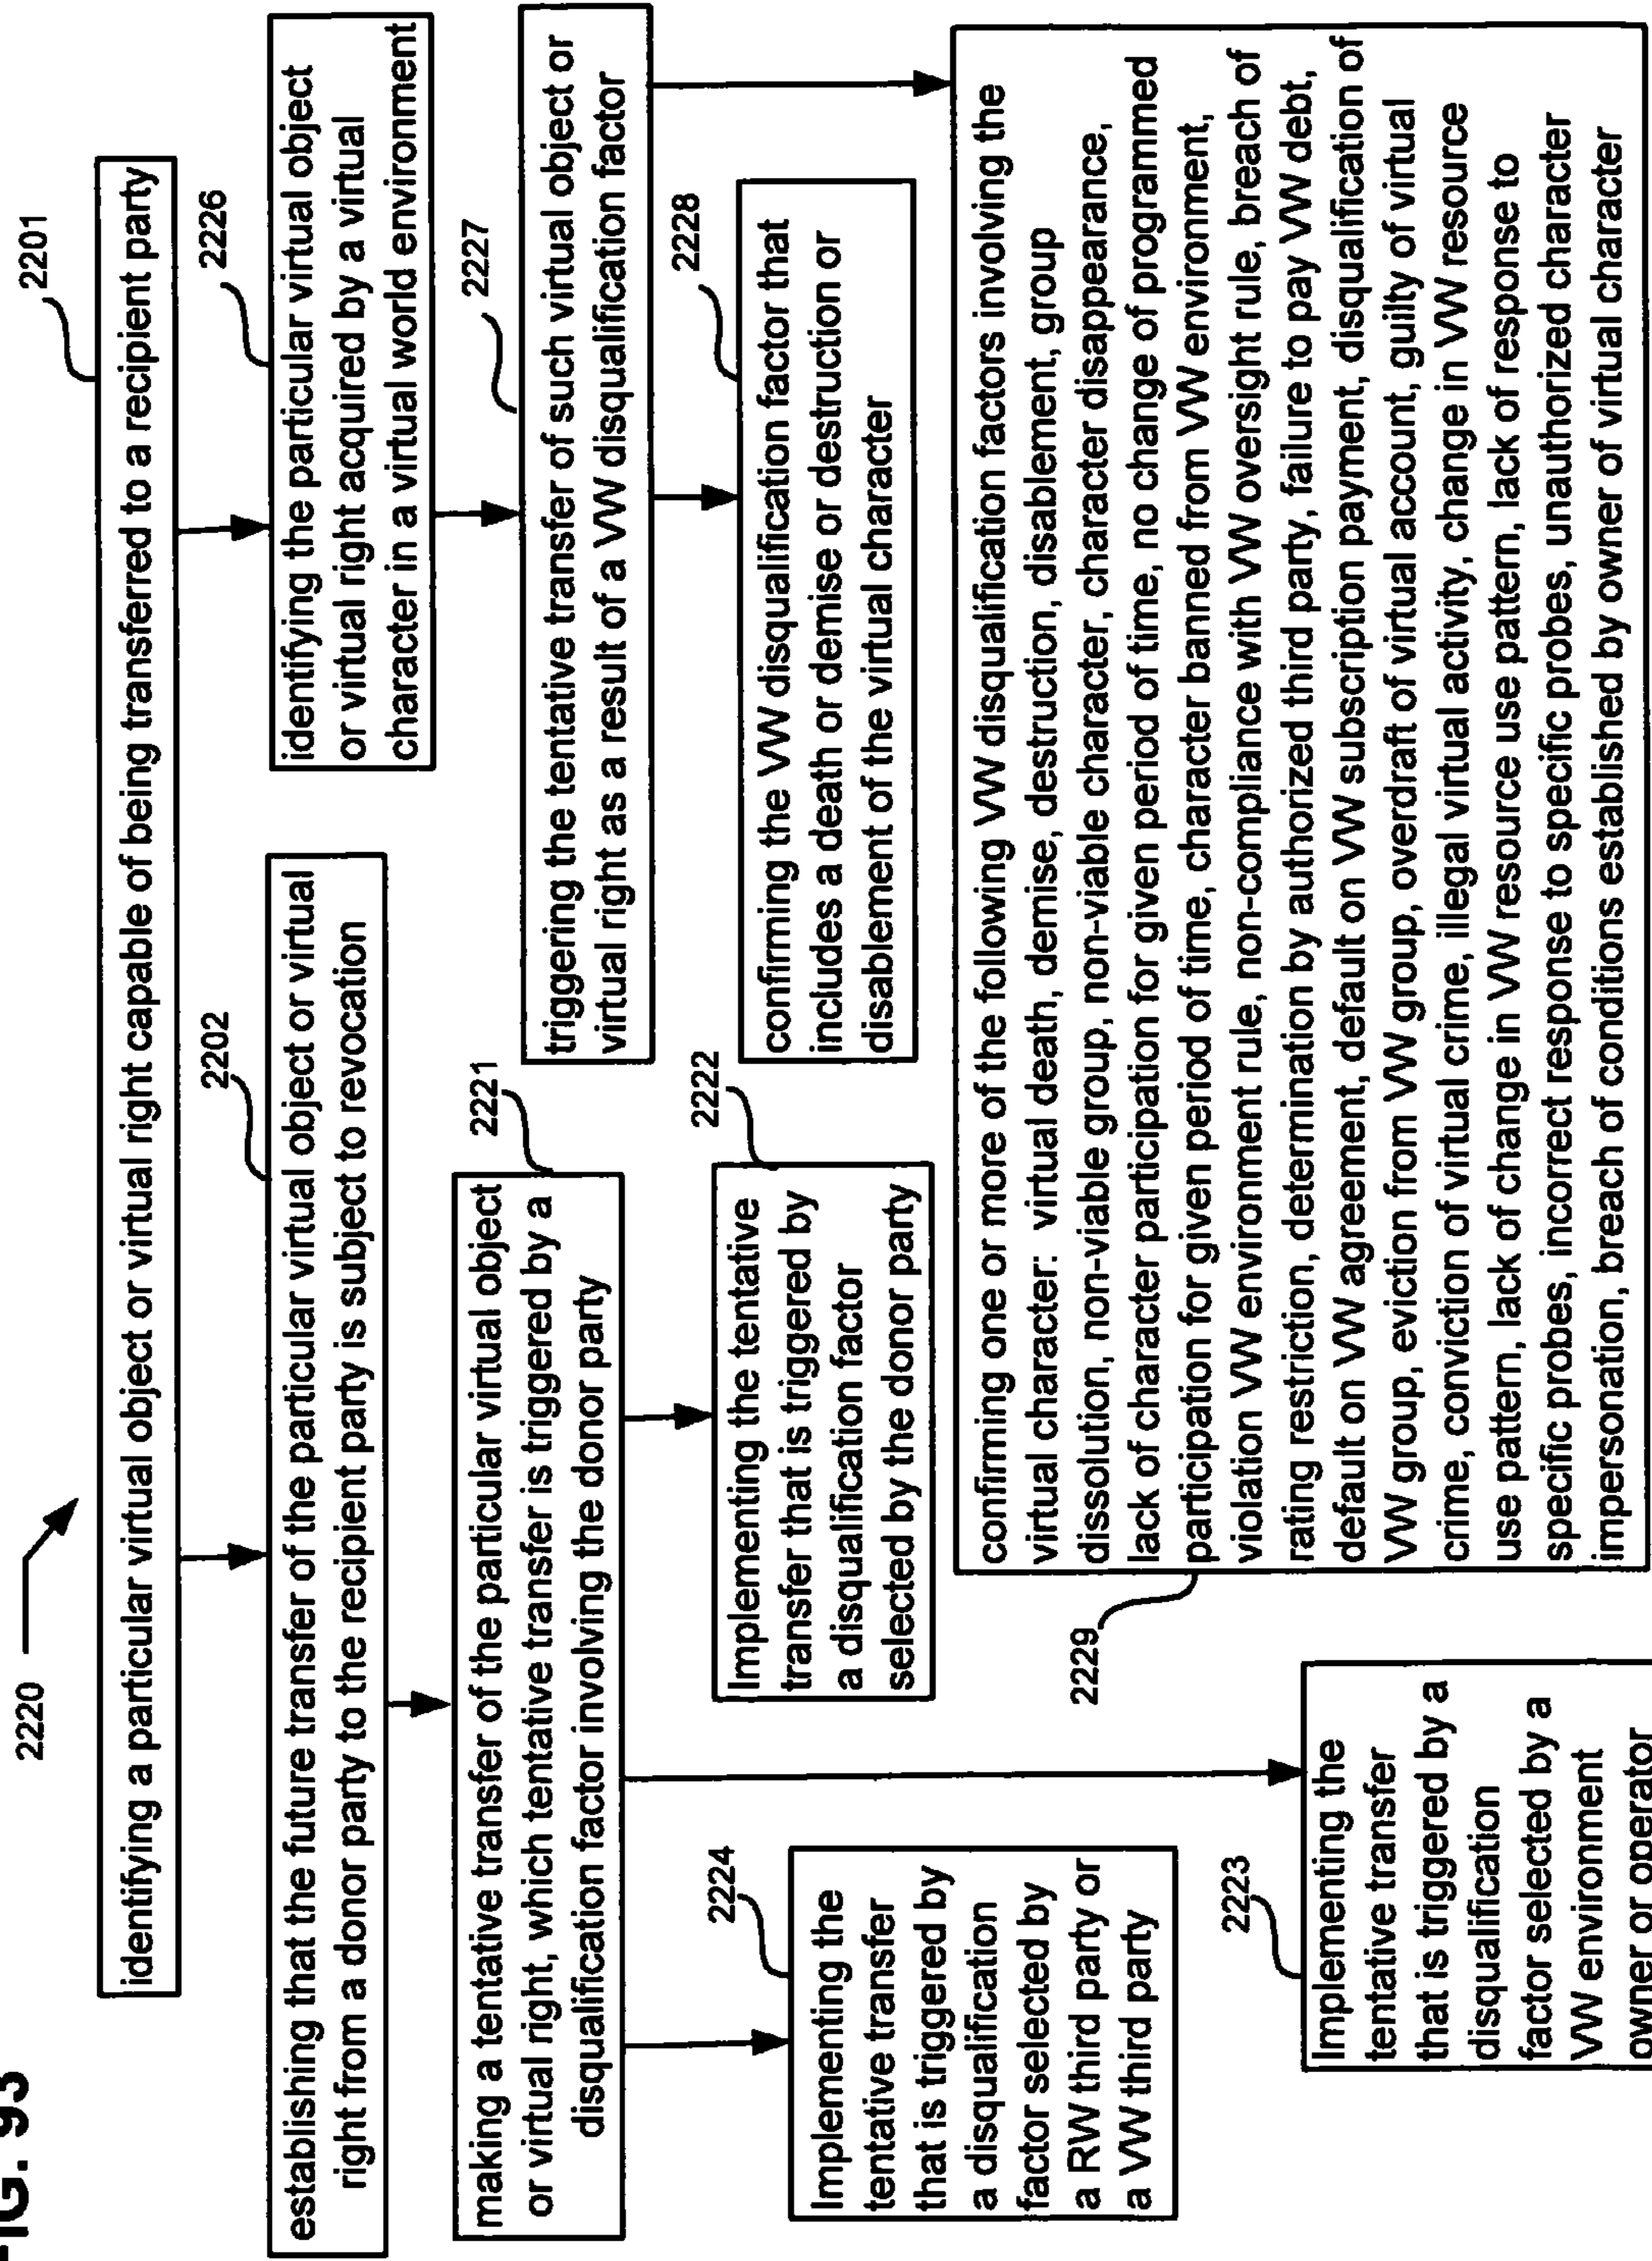 FIG. 93
2220
2201
identifying a particular virtual object or virtual right capable of being transferred to a recipient party
2202
establishing that the future transfer of the particular virtual object or virtual
right from a donor party to the recipient party is subject to revocation
2226
identifying the particular virtual object
or virtual right acquired by a virtual
character in a virtual world environment
2221
making a tentative transfer of the particular virtual object
or virtual right, which tentative transfer is triggered by a
disqualification factor involving the donor party
2227
triggering the tentative transfer of such virtual object or
virtual right as a result of a VW disqualification factor
2224
Implementing the
tentative transfer
that is triggered by
a disqualification
factor selected by
a RW third party or
a VW third party
2222
Implementing the tentative
transfer that is triggered by
a disqualification factor
selected by the donor party
2228
confirming the VW disqualification factor that
includes a death or demise or destruction or
disablement of the virtual character
2223
Implementing the
tentative transfer
that is triggered by a
disqualification
factor selected by a
VW environment
owner or operator
2229
confirming one or more of the following VW disqualification factors involving the
virtual character: virtual death, demise, destruction, disablement, group
dissolution, non-viable group, non-viable character, character disappearance,
lack of character participation for given period of time, no change of programmed
participation for given period of time, character banned from VW environment,
violation VW environment rule, non-compliance with VW oversight rule, breach of
rating restriction, determination by authorized third party, failure to pay VW debt,
default on VW agreement, default on VW subscription payment, disqualification of
VW group, eviction from VW group, overdraft of virtual account, guilty of virtual
crime, conviction of virtual crime, illegal virtual activity, change in VW resource
use pattern, lack of change in VW resource use pattern, lack of response to
specific probes, incorrect response to specific probes, unauthorized character
impersonation, breach of conditions established by owner of virtual character